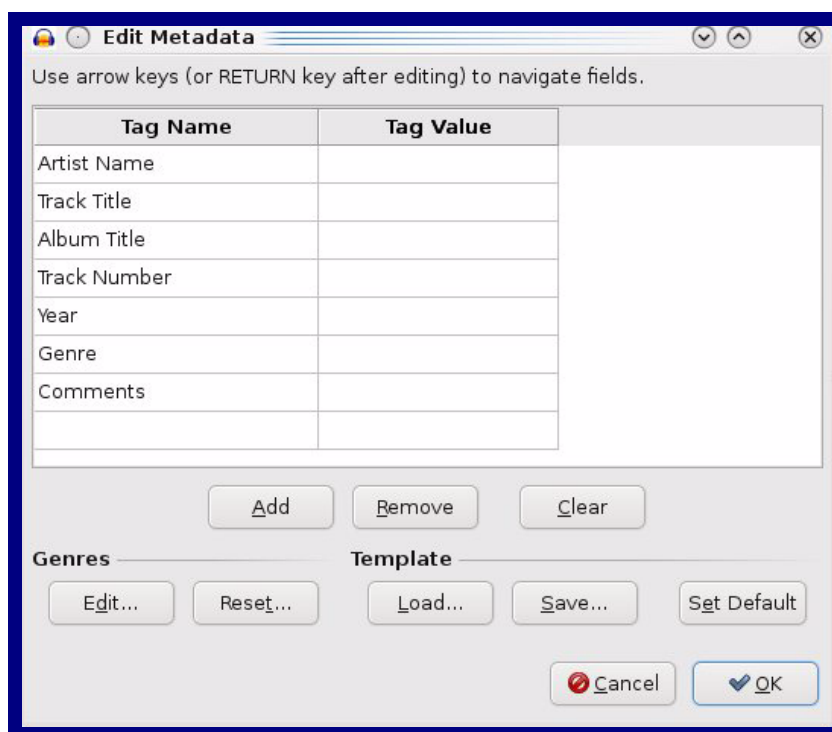 Edit Metadata
Use arrow keys (or RETURN key after editing) to navigate fields.
Tag Name Tag Value
Artist Name
Track Title
Album Title
Track Number
Year
Genre
Comments
Add Remove Clear
Genres Template
Edit... Reset... Load... Save... Set Default
Cancel OK